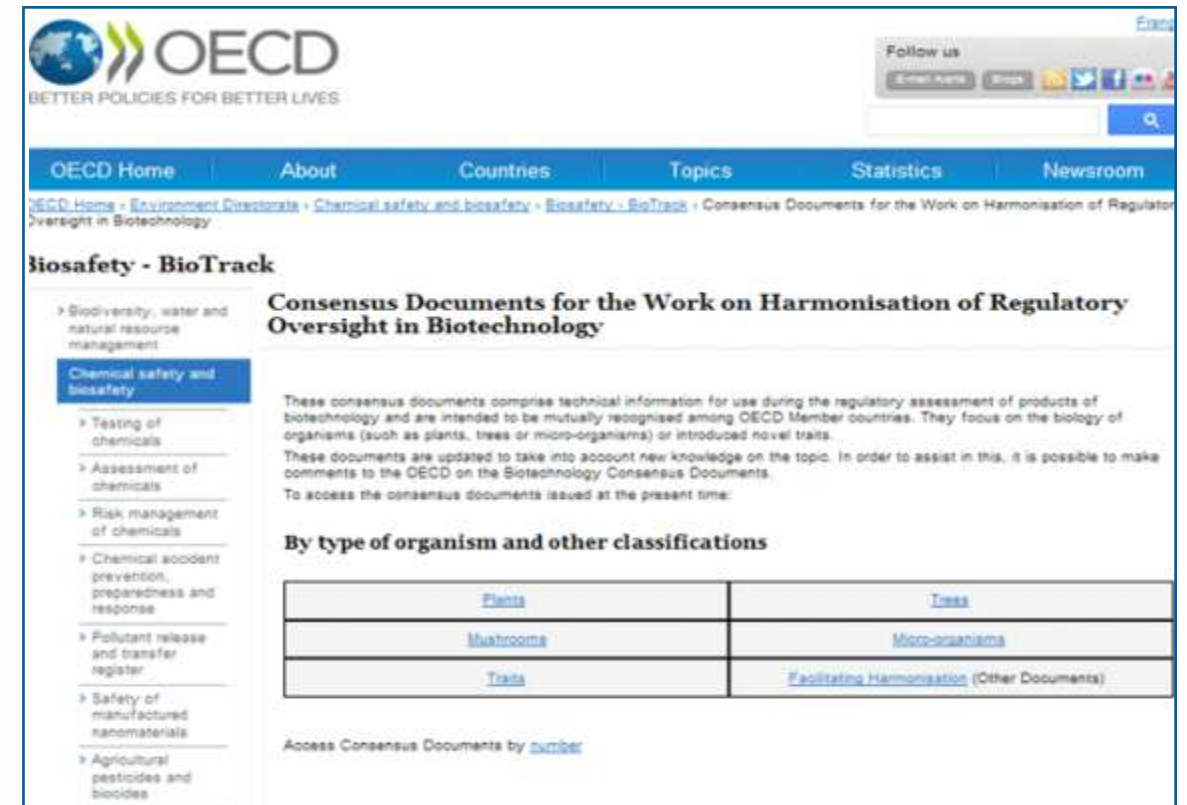 OECD
BETTER POLICIES FOR BETTER LIVES
Follow us
E-mail Alerts Blogs
OECD Home About Countries Topics Statistics Newsroom
OECD Home › Environment Directorate › Chemical safety and biosafety › Biosafety - BioTrack › Consensus Documents for the Work on Harmonisation of Regulator
Oversight in Biotechnology
Biosafety - BioTrack
> Biodiversity, water and
natural resource
management
Chemical safety and
biosafety
> Testing of
chemicals
> Assessment of
chemicals
> Risk management
of chemicals
> Chemical accident
prevention,
preparedness and
response
> Pollutant release
and transfer
register
> Safety of
manufactured
nanomaterials
> Agricultural
pesticides and
biocides
Consensus Documents for the Work on Harmonisation of Regulatory
Oversight in Biotechnology
These consensus documents comprise technical information for use during the regulatory assessment of products of
biotechnology and are intended to be mutually recognised among OECD Member countries. They focus on the biology of
organisms (such as plants, trees or micro-organisms) or introduced novel traits.
These documents are updated to take into account new knowledge on the topic. In order to assist in this, it is possible to make
comments to the OECD on the Biotechnology Consensus Documents.
To access the consensus documents issued at the present time:
By type of organism and other classifications
Plants Trees
Mushrooms Micro-organisms
Traits Facilitating Harmonisation (Other Documents)
Access Consensus Documents by number